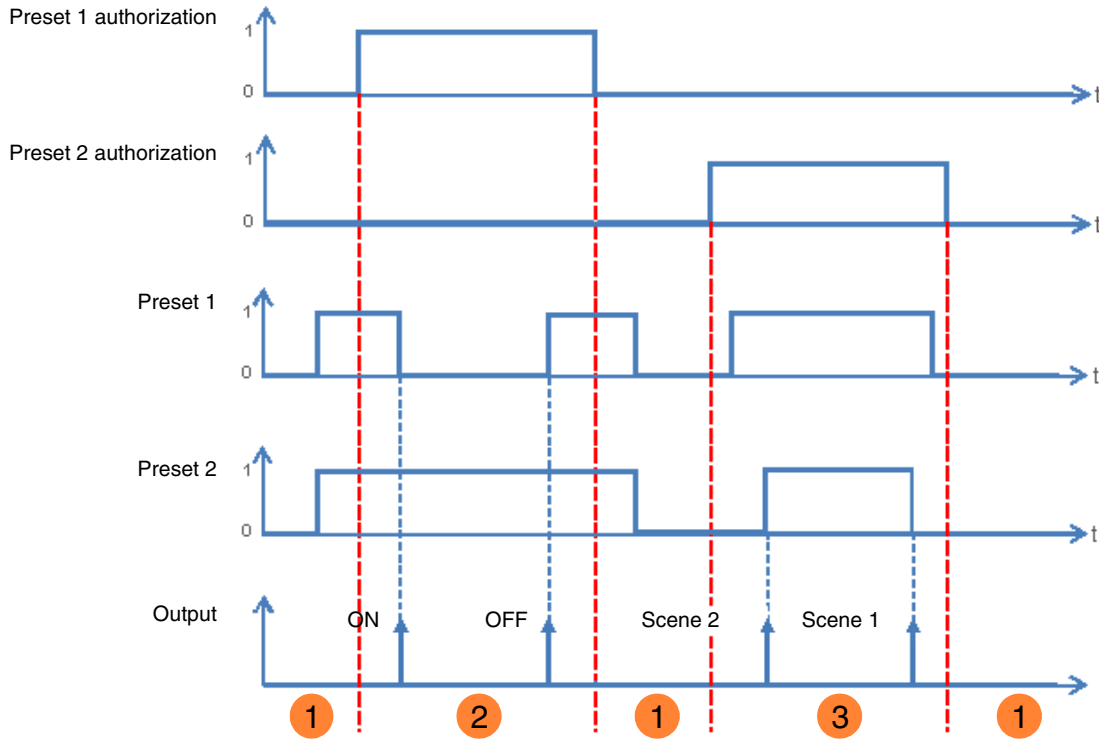 Preset 1 authorization
1
0
t
Preset 2 authorization
1
0
t
Preset 1
1
0
t
Preset 2
1
0
t
Output
ON
OFF
Scene 2
Scene 1
1
2
1
3
1